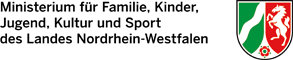 Ministerium für Familie, Kinder,
Jugend, Kultur und Sport
des Landes Nordrhein-Westfalen